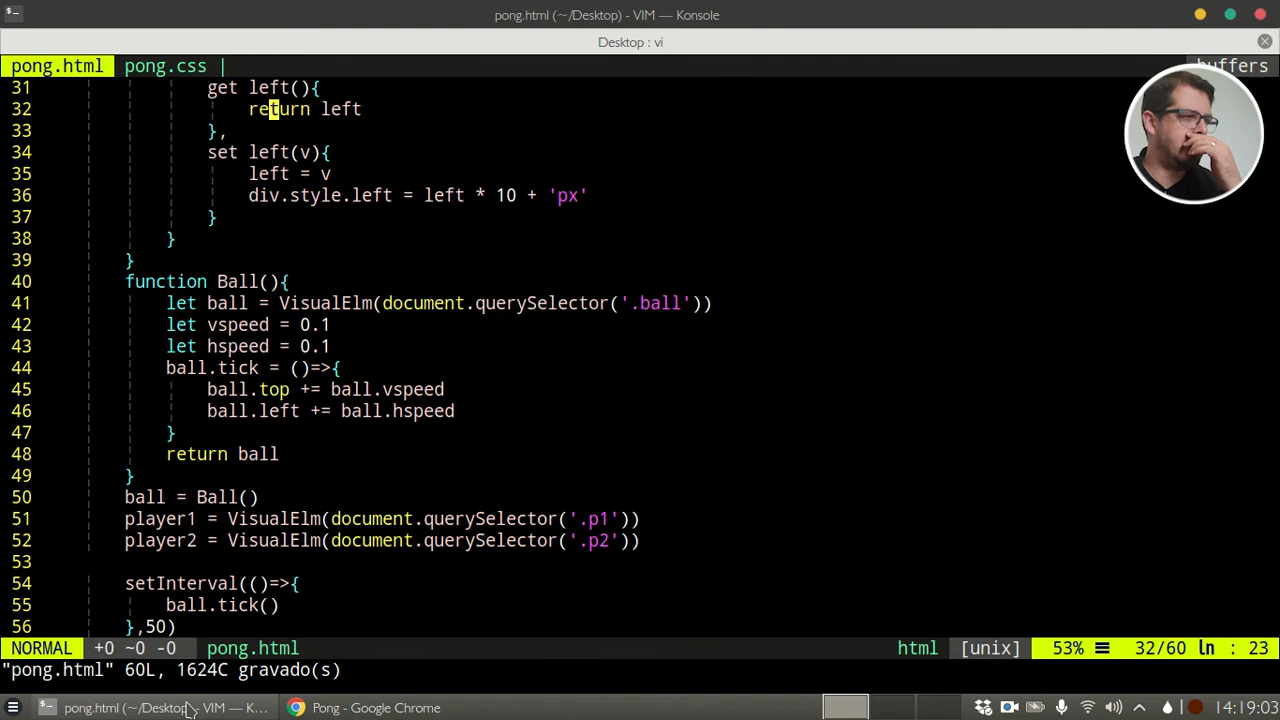 pong.html (~/Desktop) - VIM — Konsole
Desktop : vi
pong.html pong.css | buffers
31 get left(){
32 return left
33 },
34 set left(v){
35 left = v
36 div.style.left = left * 10 + 'px'
37 }
38 }
39 }
40 function Ball(){
41 let ball = VisualElm(document.querySelector('.ball'))
42 let vspeed = 0.1
43 let hspeed = 0.1
44 ball.tick = ()=>{
45 ball.top += ball.vspeed
46 ball.left += ball.hspeed
47 }
48 return ball
49 }
50 ball = Ball()
51 player1 = VisualElm(document.querySelector('.p1'))
52 player2 = VisualElm(document.querySelector('.p2'))
53
54 setInterval(()=>{
55 ball.tick()
56 },50)
NORMAL +0 ~0 -0 pong.html html [unix] 53% ☰ 32/60 ln : 23
"pong.html" 60L, 1624C gravado(s)
pong.html (~/Desktop) - VIM — K... Pong - Google Chrome 14:19:03